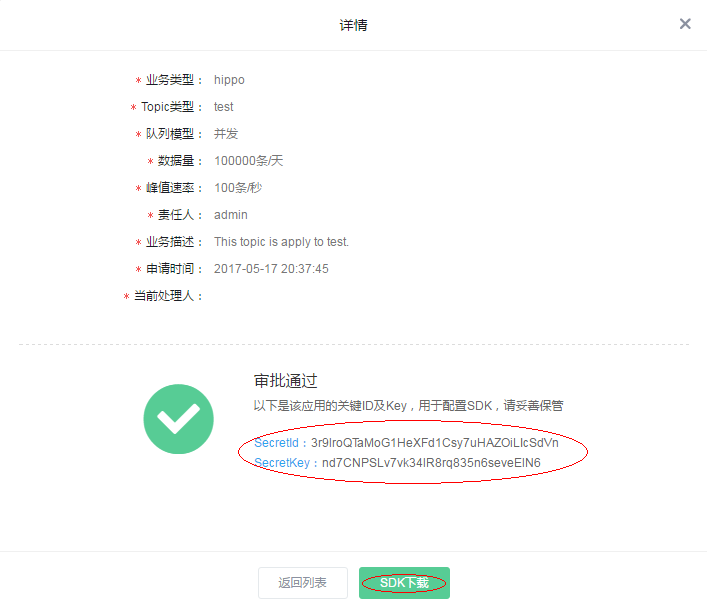 详情
* 业务类型： hippo
* Topic类型： test
* 队列模型： 并发
* 数据量： 100000条/天
* 峰值速率： 100条/秒
* 责任人： admin
* 业务描述： This topic is apply to test.
* 申请时间： 2017-05-17 20:37:45
* 当前处理人：
审批通过
以下是该应用的关键ID及Key，用于配置SDK，请妥善保管
SecretId：3r9IroQTaMoG1HeXFd1Csy7uHAZOiLIcSdVn
SecretKey：nd7CNPSLv7vk34IR8rq835n6seveEIN6
返回列表
SDK下载